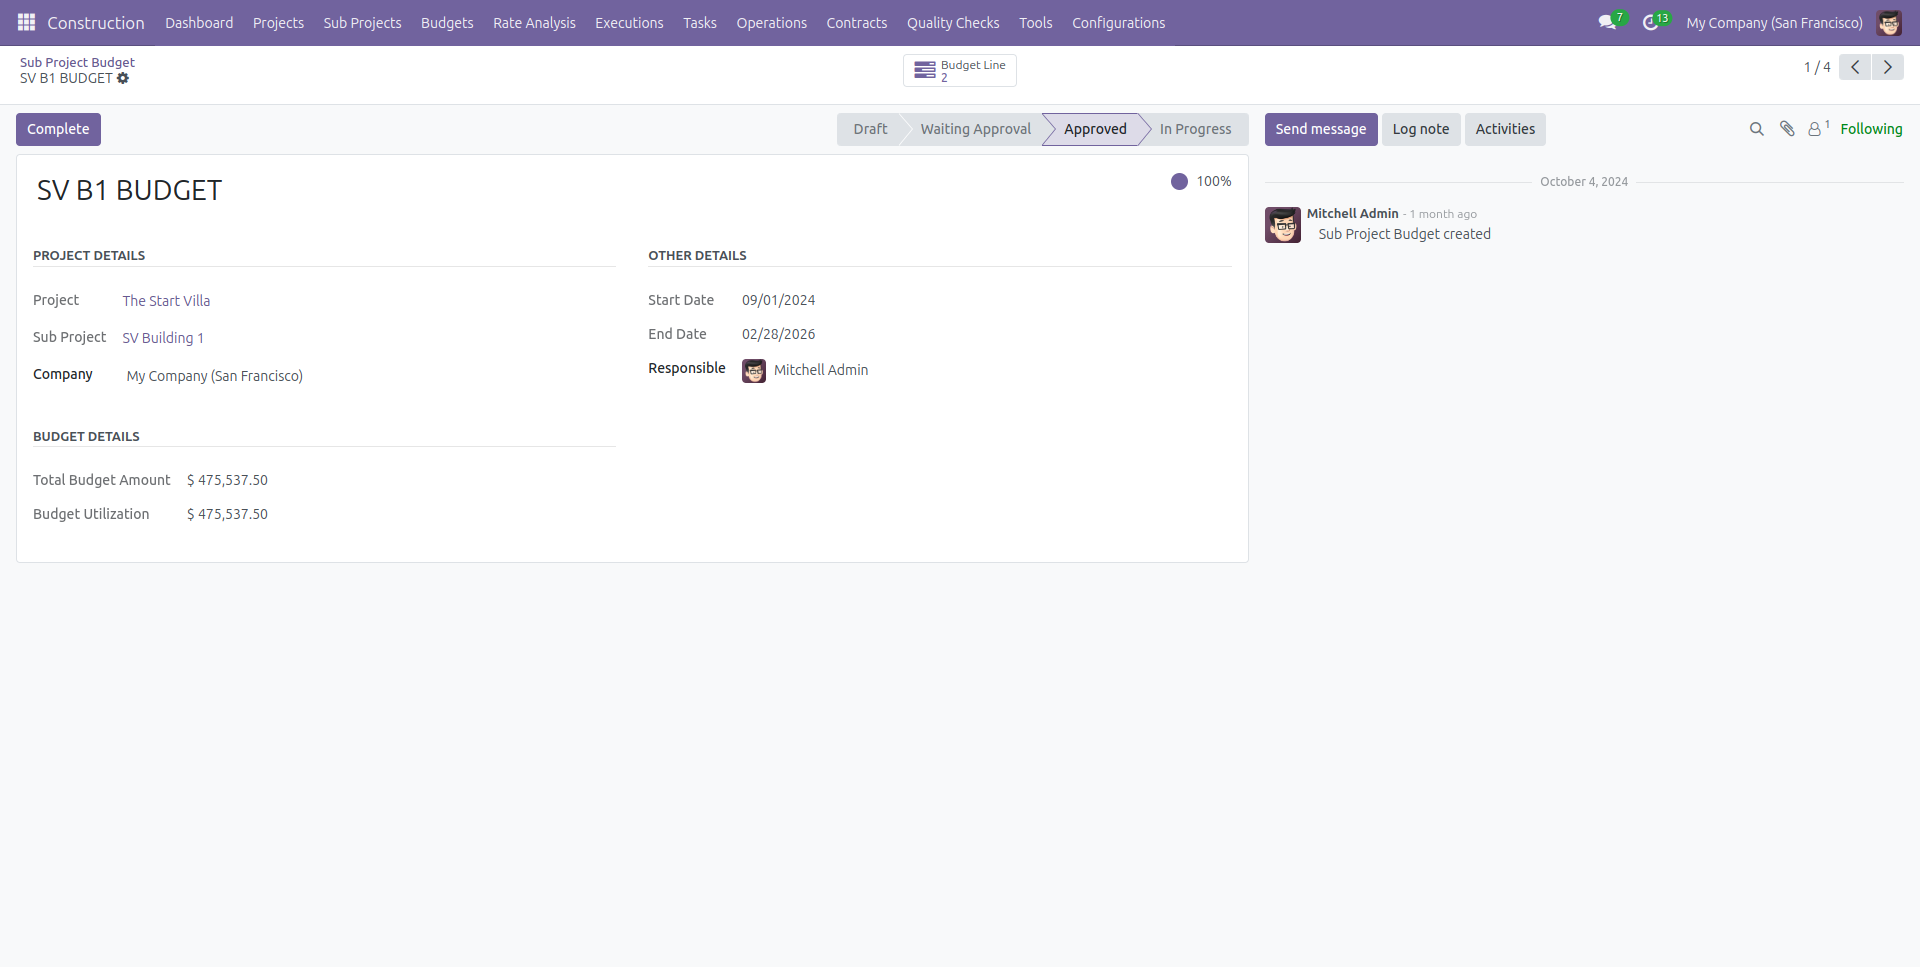 Construction Dashboard Projects Sub Projects Budgets Rate Analysis Executions Tasks Operations Contracts Quality Checks Tools Configurations 7 13 My Company (San Francisco)
Sub Project Budget
SV B1 BUDGET
Budget Line
2
1 / 4
Complete
Draft Waiting Approval Approved In Progress
Send message Log note Activities 1 Following
SV B1 BUDGET
100%
PROJECT DETAILS
Project The Start Villa
Sub Project SV Building 1
Company My Company (San Francisco)
OTHER DETAILS
Start Date 09/01/2024
End Date 02/28/2026
Responsible Mitchell Admin
BUDGET DETAILS
Total Budget Amount $ 475,537.50
Budget Utilization $ 475,537.50
October 4, 2024
Mitchell Admin - 1 month ago
Sub Project Budget created